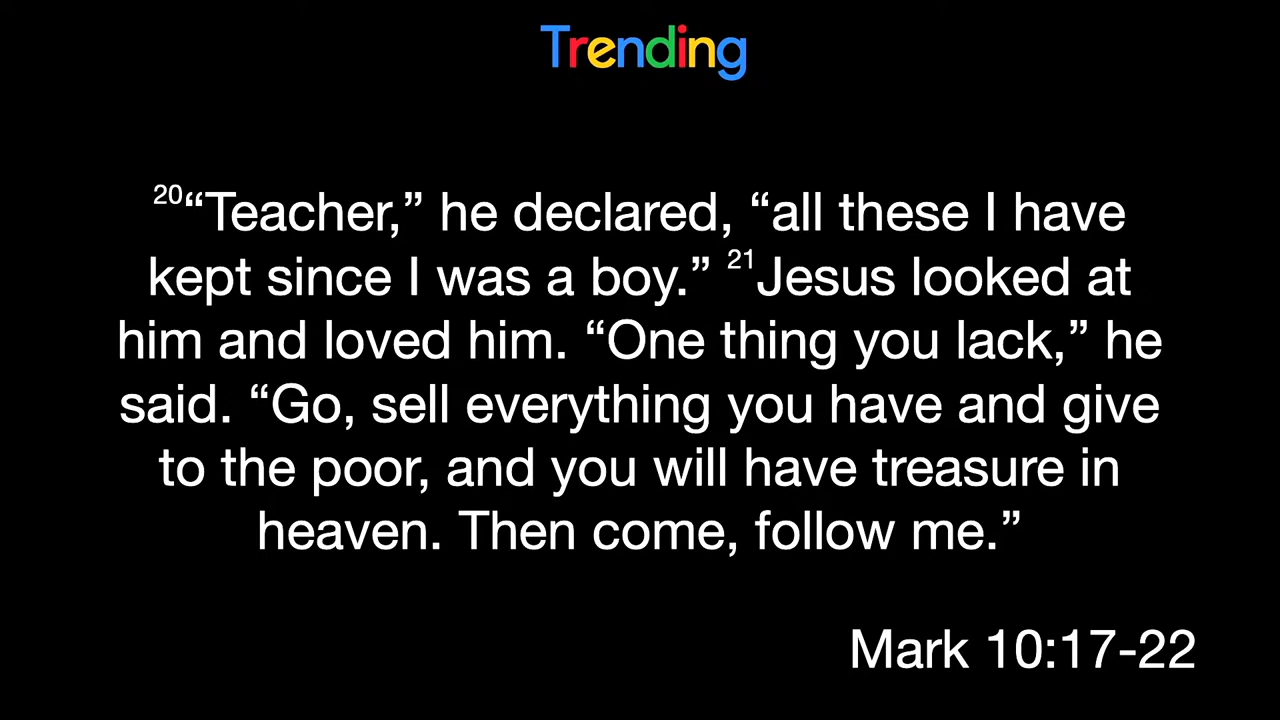 Trending
20“Teacher,” he declared, “all these I have
kept since I was a boy.” 21Jesus looked at
him and loved him. “One thing you lack,” he
said. “Go, sell everything you have and give
to the poor, and you will have treasure in
heaven. Then come, follow me.”
Mark 10:17-22